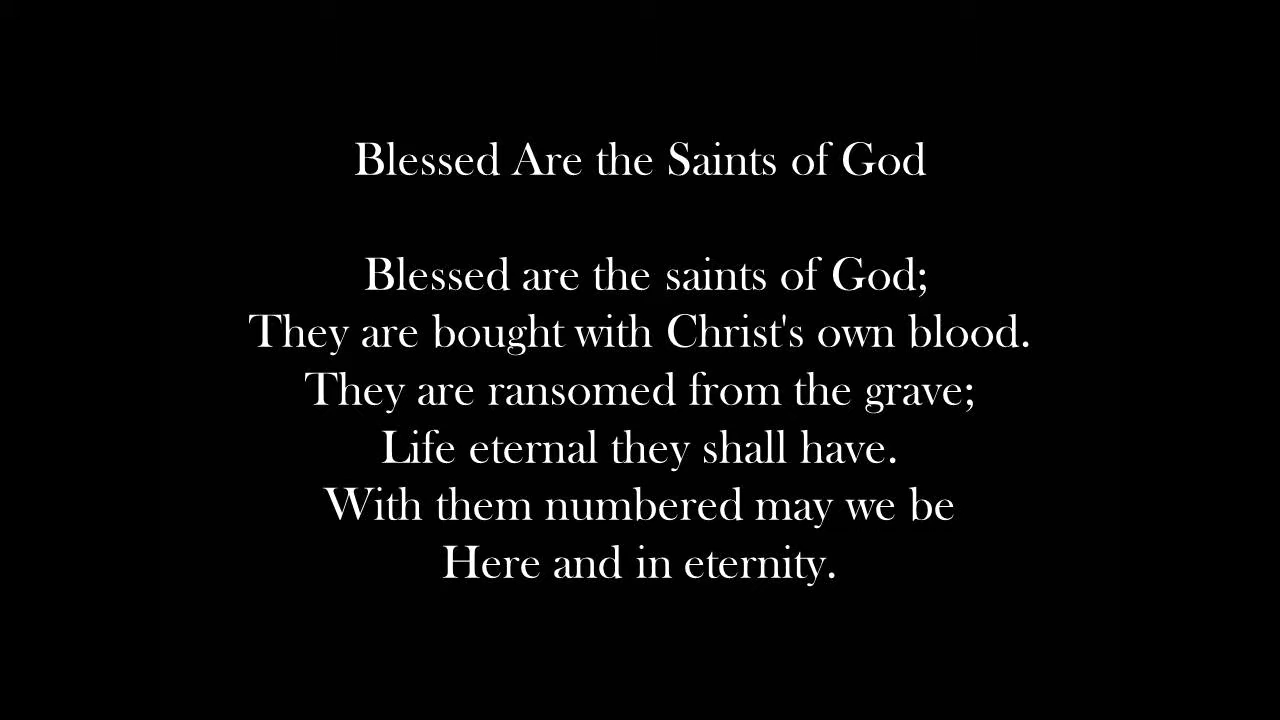 Blessed Are the Saints of God
Blessed are the saints of God;
They are bought with Christ's own blood.
They are ransomed from the grave;
Life eternal they shall have.
With them numbered may we be
Here and in eternity.